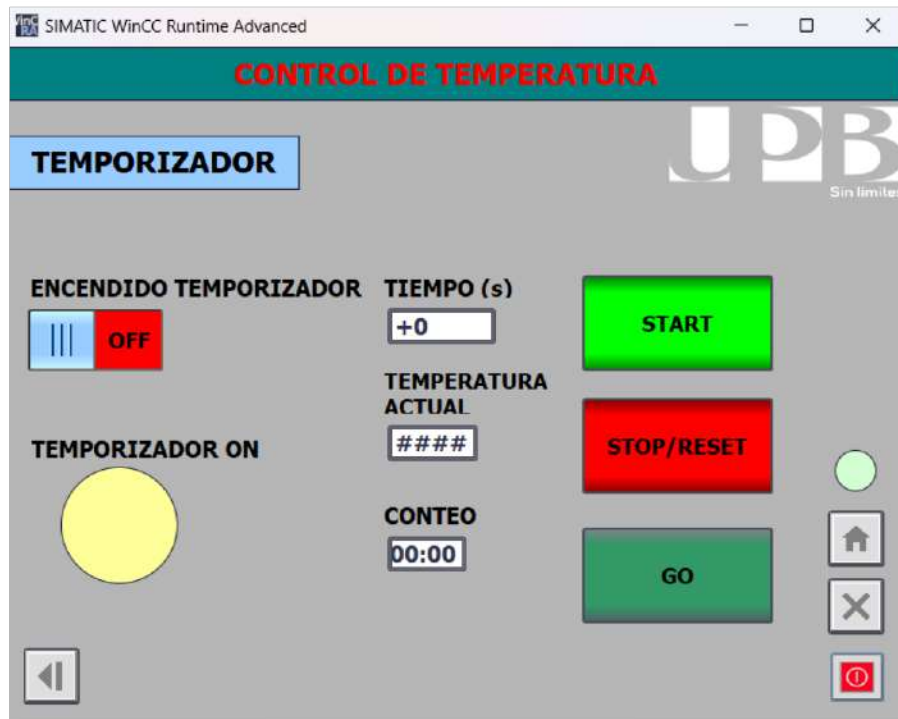 SIMATIC WinCC Runtime Advanced
CONTROL DE TEMPERATURA
JPB
Sin limites
TEMPORIZADOR
ENCENDIDO TEMPORIZADOR
OFF
TIEMPO (s)
+0
START
TEMPERATURA
ACTUAL
####
STOP/RESET
TEMPORIZADOR ON
CONTEO
00:00
GO